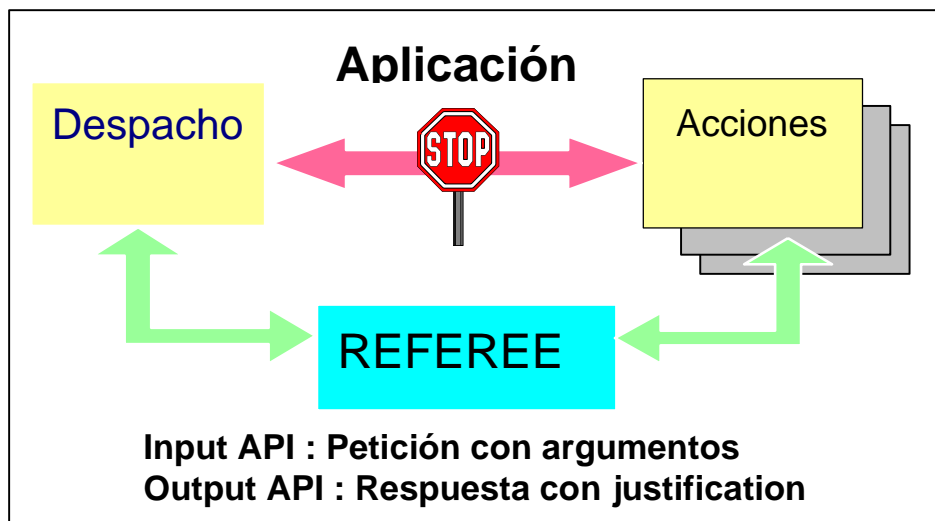 Aplicación
Despacho
STOP
Acciones
REFEREE
Input API : Petición con argumentos
Output API : Respuesta con justification